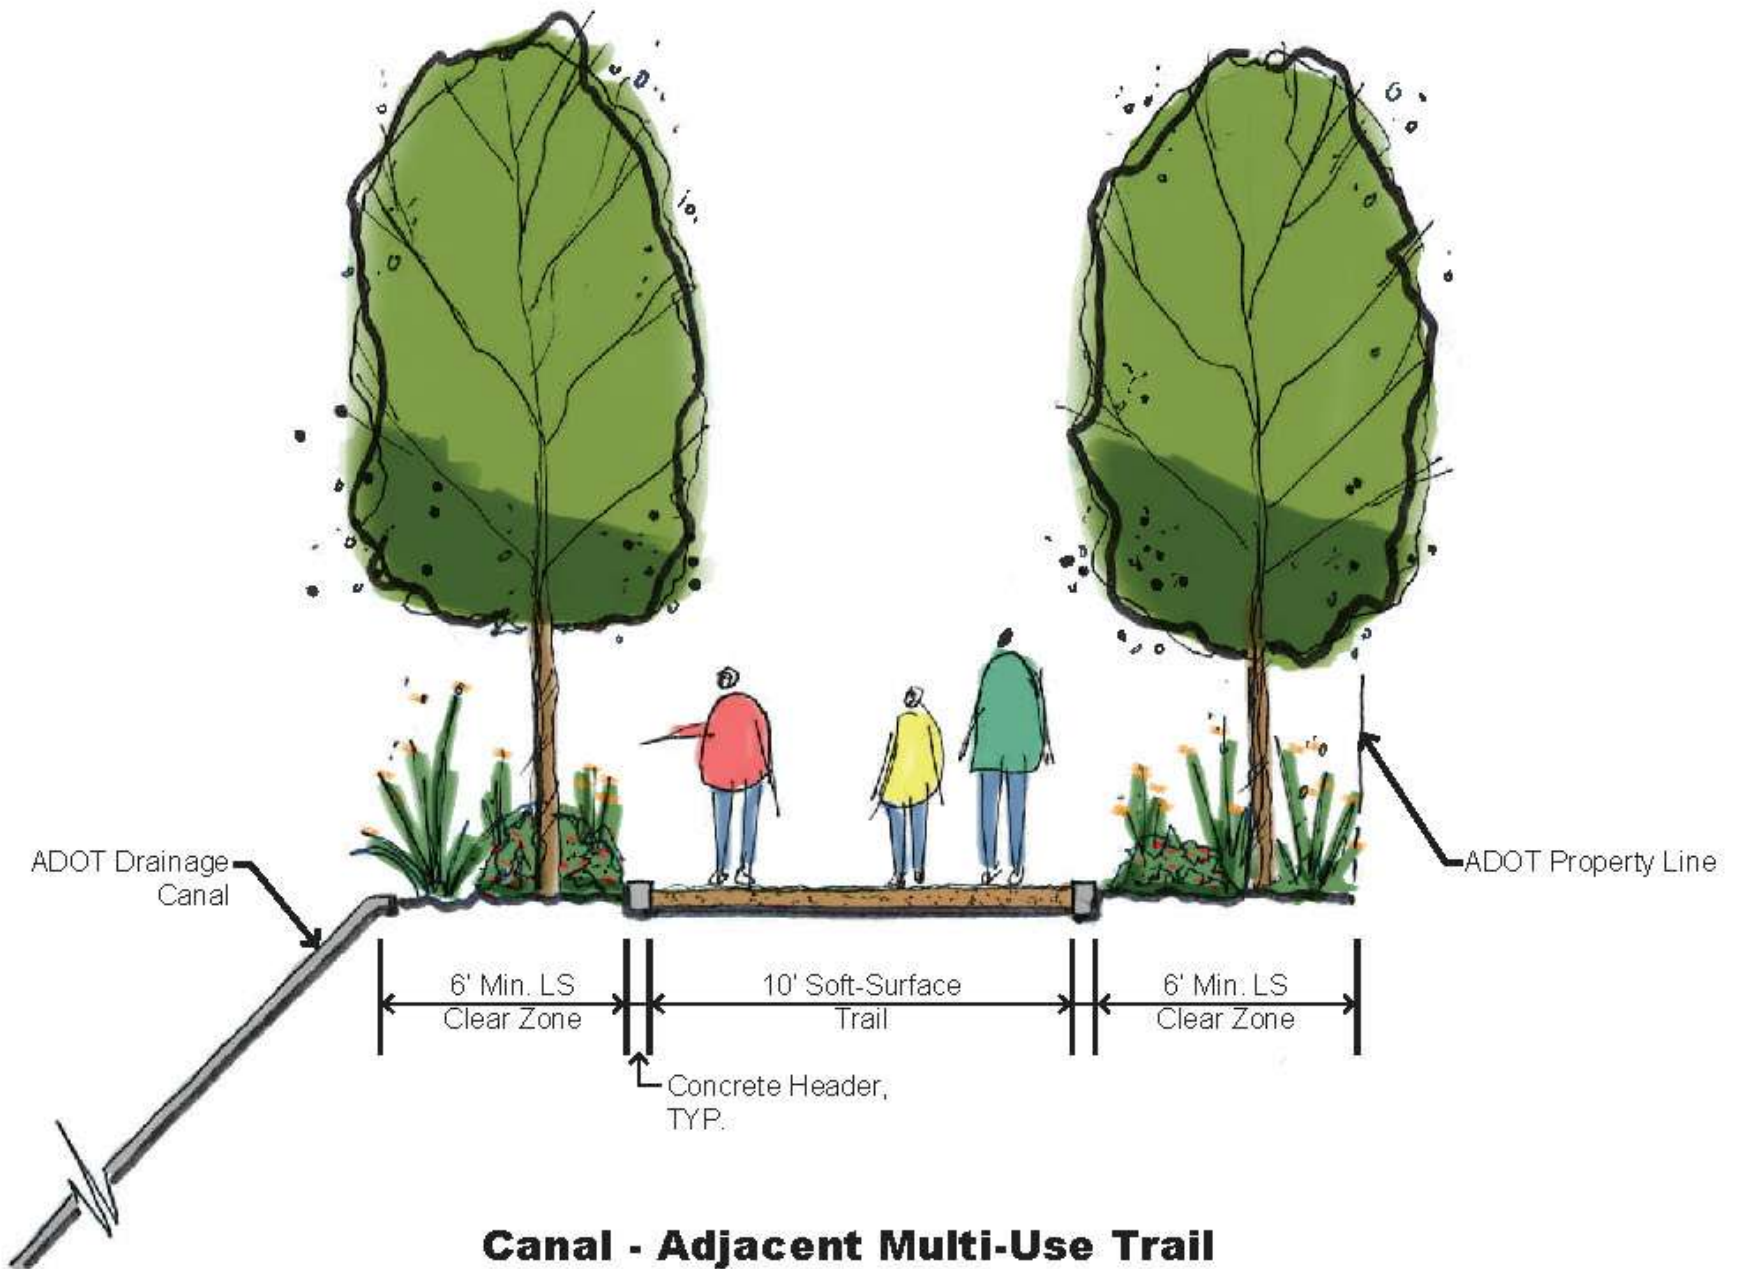 ADOT Drainage
Canal
ADOT Property Line
6' Min. LS
Clear Zone
10' Soft-Surface
Trail
6' Min. LS
Clear Zone
Concrete Header,
TYP.
Canal - Adjacent Multi-Use Trail